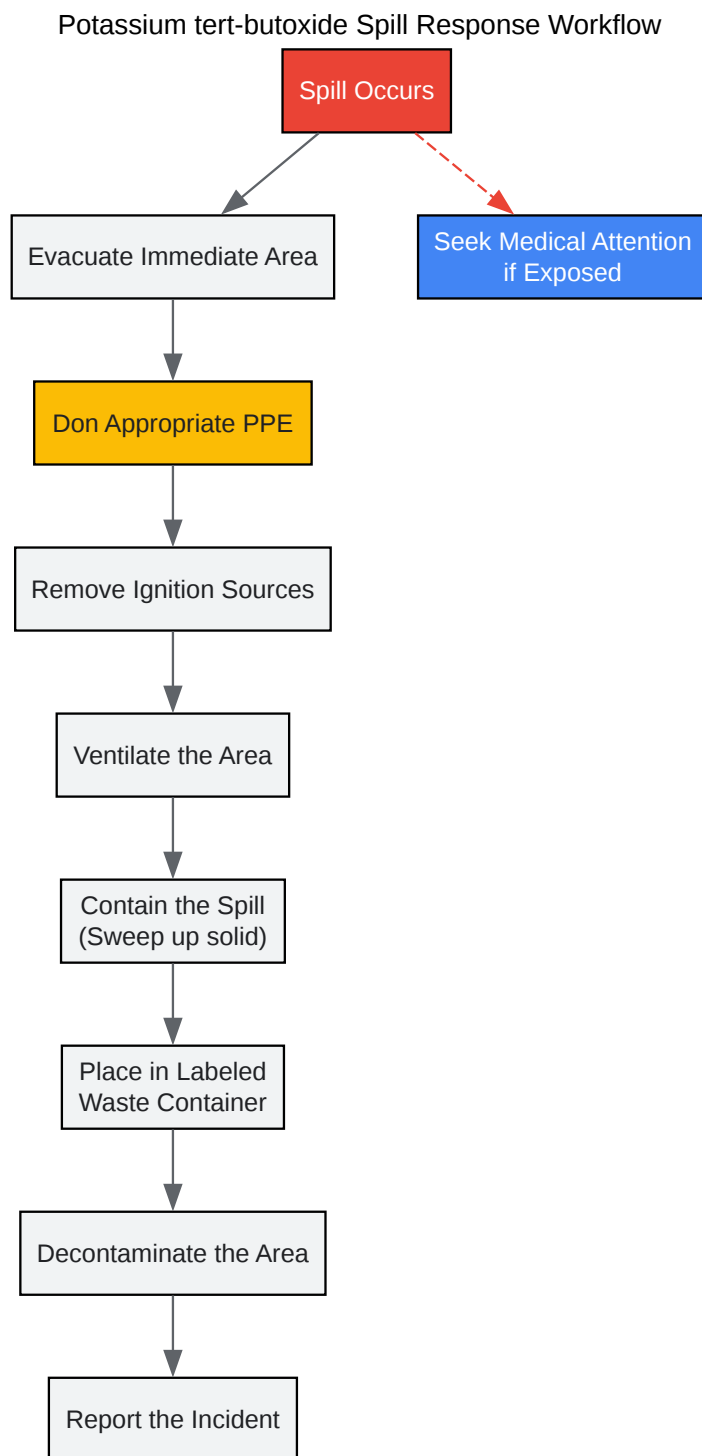 Potassium tert-butoxide Spill Response Workflow
Spill Occurs
Evacuate Immediate Area
Seek Medical Attention
if Exposed
Don Appropriate PPE
Remove Ignition Sources
Ventilate the Area
Contain the Spill
(Sweep up solid)
Place in Labeled
Waste Container
Decontaminate the Area
Report the Incident